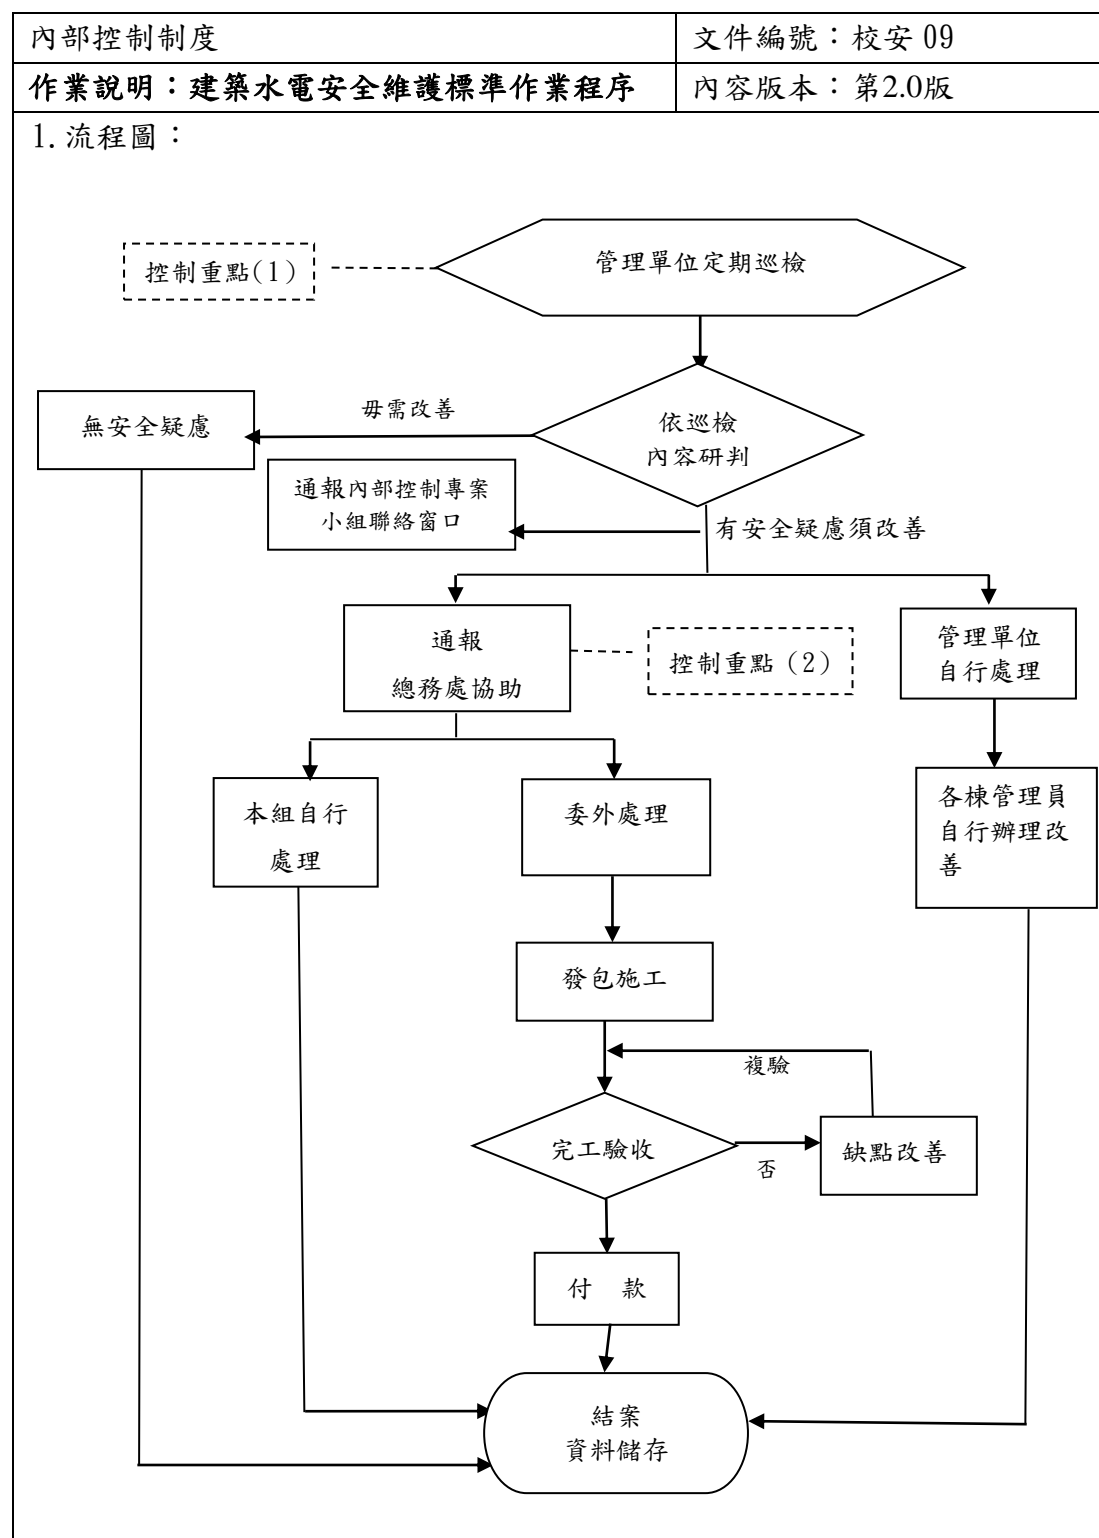 內部控制制度
文件編號：校安 09
作業說明：建築水電安全維護標準作業程序
內容版本：第2.0版
1.流程圖：
控制重點(1)
管理單位定期巡檢
無安全疑慮
毋需改善
依巡檢
內容研判
通報內部控制專案
小組聯絡窗口
有安全疑慮須改善
通報
總務處協助
控制重點（2）
管理單位
自行處理
本組自行
處理
委外處理
各棟管理員
自行辦理改
善
發包施工
複驗
完工驗收
否
缺點改善
付　款
結案
資料儲存